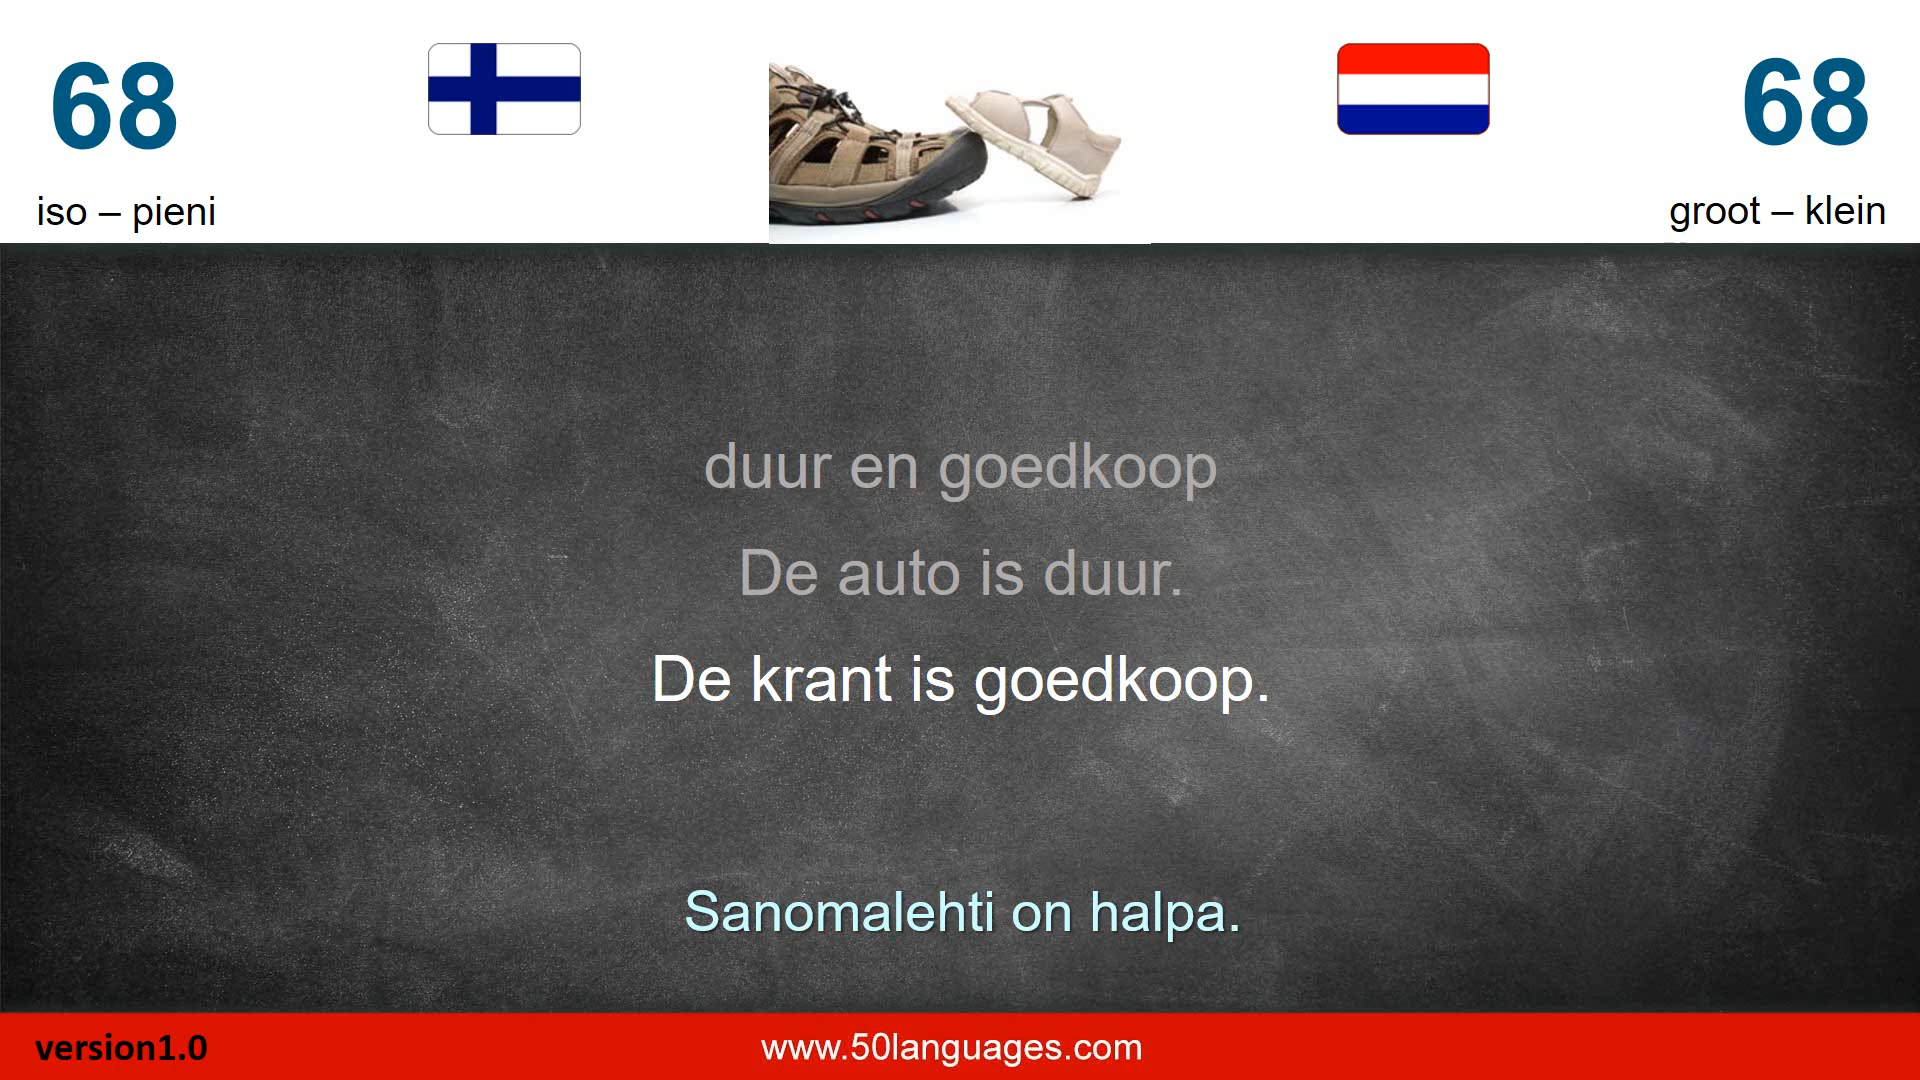 68
68
iso – pieni
groot – klein
duur en goedkoop
De auto is duur.
De krant is goedkoop.
Sanomalehti on halpa.
version1.0
www.50languages.com